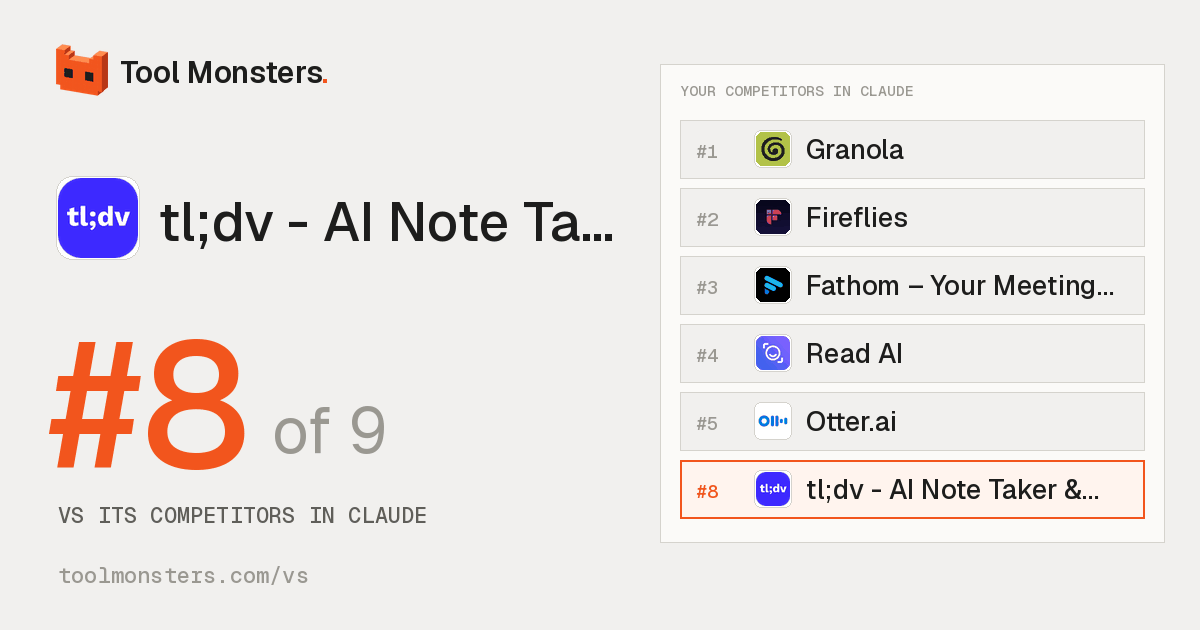 Tool Monsters.
tl;dv
tl;dv - AI Note Ta...
#8 of 9
VS ITS COMPETITORS IN CLAUDE
toolmonsters.com/vs
YOUR COMPETITORS IN CLAUDE
#1 Granola
#2 Fireflies
#3 Fathom – Your Meeting...
#4 Read AI
#5 Otter.ai
#8 tl;dv tl;dv - AI Note Taker &...